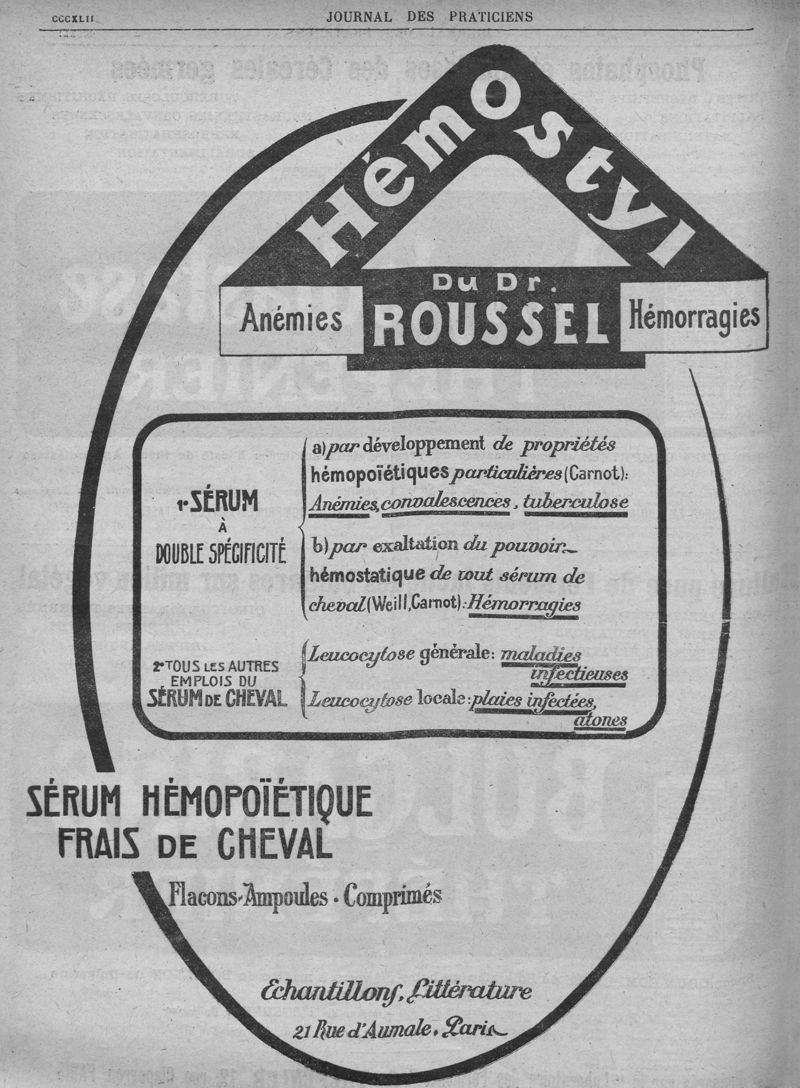 CCCXLII
JOURNAL DES PRATICIENS
Hémostyl
Du Dr.
ROUSSEL
Anémies
Hémorragies
1º SÉRUM
À
DOUBLE SPÉCIFICITÉ
a) par développement de propriétés
hémopoïétiques particulières (Carnot):
Anémies, convalescences, tuberculose
b) par exaltation du pouvoir
hémostatique de tout sérum de
cheval (Weill, Carnot): Hémorragies
2º TOUS LES AUTRES
EMPLOIS DU
SÉRUM DE CHEVAL
Leucocytose générale: maladies
infectieuses
Leucocytose locale: plaies infectées,
atones
SÉRUM HÉMOPOÏÉTIQUE
FRAIS DE CHEVAL
Flacons-Ampoules. Comprimés
Echantillons, Littérature
21 Rue d'Aumale. Paris